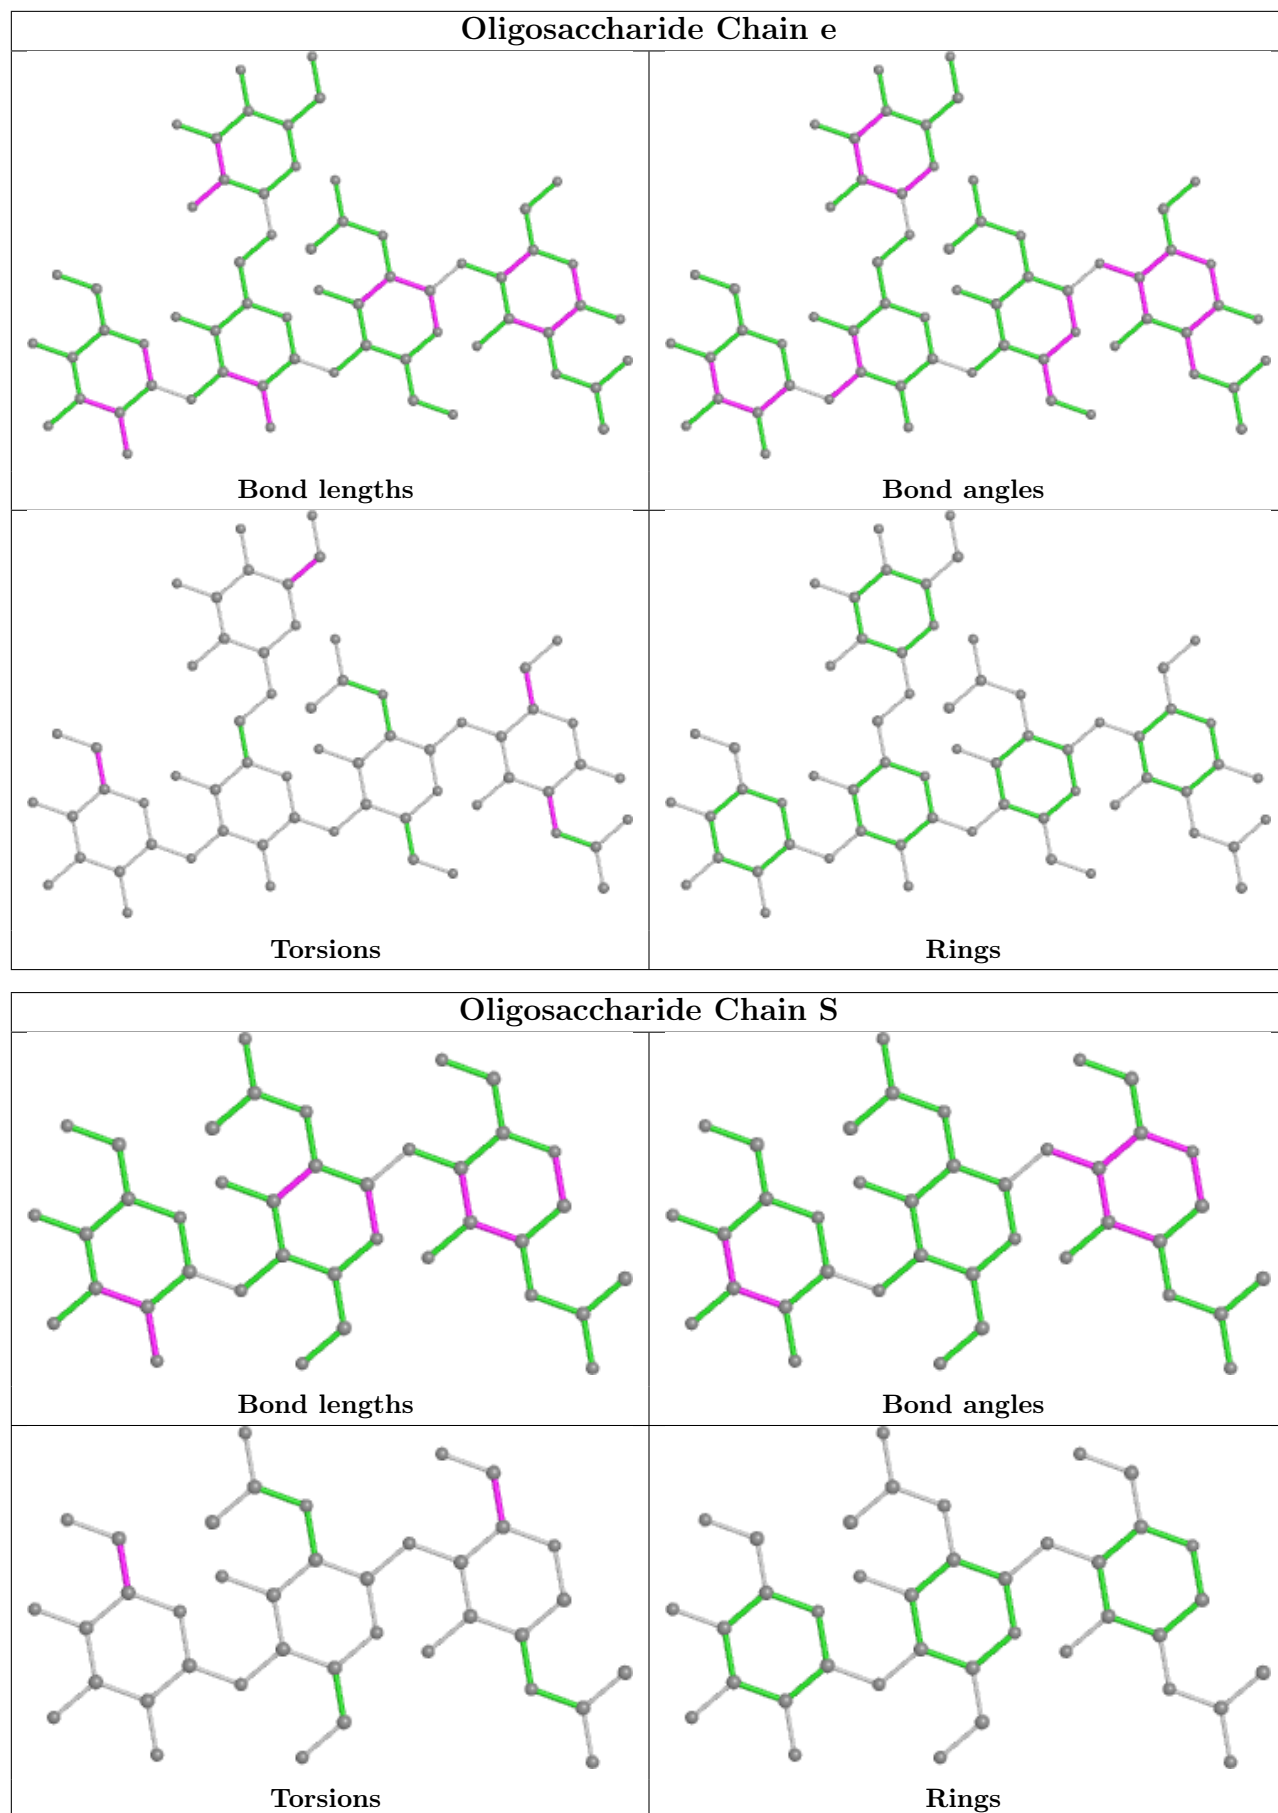 Oligosaccharide Chain e
Bond lengths
Bond angles
Torsions
Rings
Oligosaccharide Chain S
Bond lengths
Bond angles
Torsions
Rings